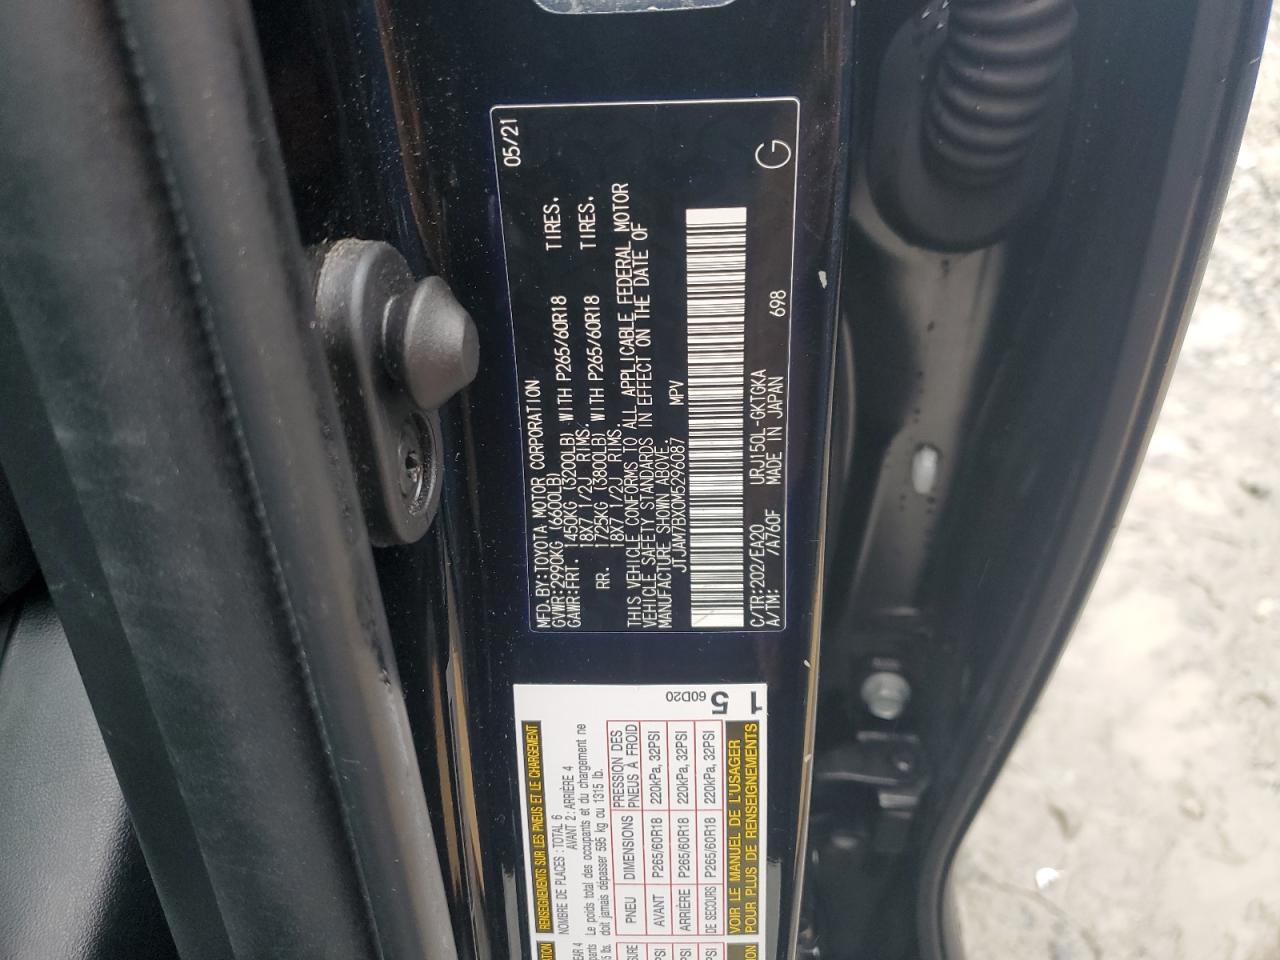 MFD.BY:TOYOTA MOTOR CORPORATION 05/21
GVWR:2990KG (6600LB)
GAWR:FRT. 1450KG (3200LB) WITH P265/60R18 TIRES.
18X7 1/2J RIMS.
RR. 1725KG (3800LB) WITH P265/60R18 TIRES.
18X7 1/2J RIMS.
THIS VEHICLE CONFORMS TO ALL APPLICABLE FEDERAL MOTOR
VEHICLE SAFETY STANDARDS IN EFFECT ON THE DATE OF
MANUFACTURE SHOWN ABOVE.
JTJAM7BX0M5296087 MPV
C/TR:202/EA20 URJ150L-GKTGKA
A/TM: /A760F MADE IN JAPAN 698 G
RENSEIGNEMENTS SUR LES PNEUS ET LE CHARGEMENT
NOMBRE DE PLACES : TOTAL 6
AVANT 2 : ARRIÈRE 4
Le poids total des occupants et du chargement ne
doit jamais dépasser 595 kg ou 1315 lb.
PNEU DIMENSIONS PRESSION DES
PNEUS À FROID
AVANT P265/60R18 220kPa, 32PSI
ARRIÈRE P265/60R18 220kPa, 32PSI
DE SECOURS P265/60R18 220kPa, 32PSI
VOIR LE MANUEL DE L'USAGER
POUR PLUS DE RENSEIGNEMENTS
60D20
15